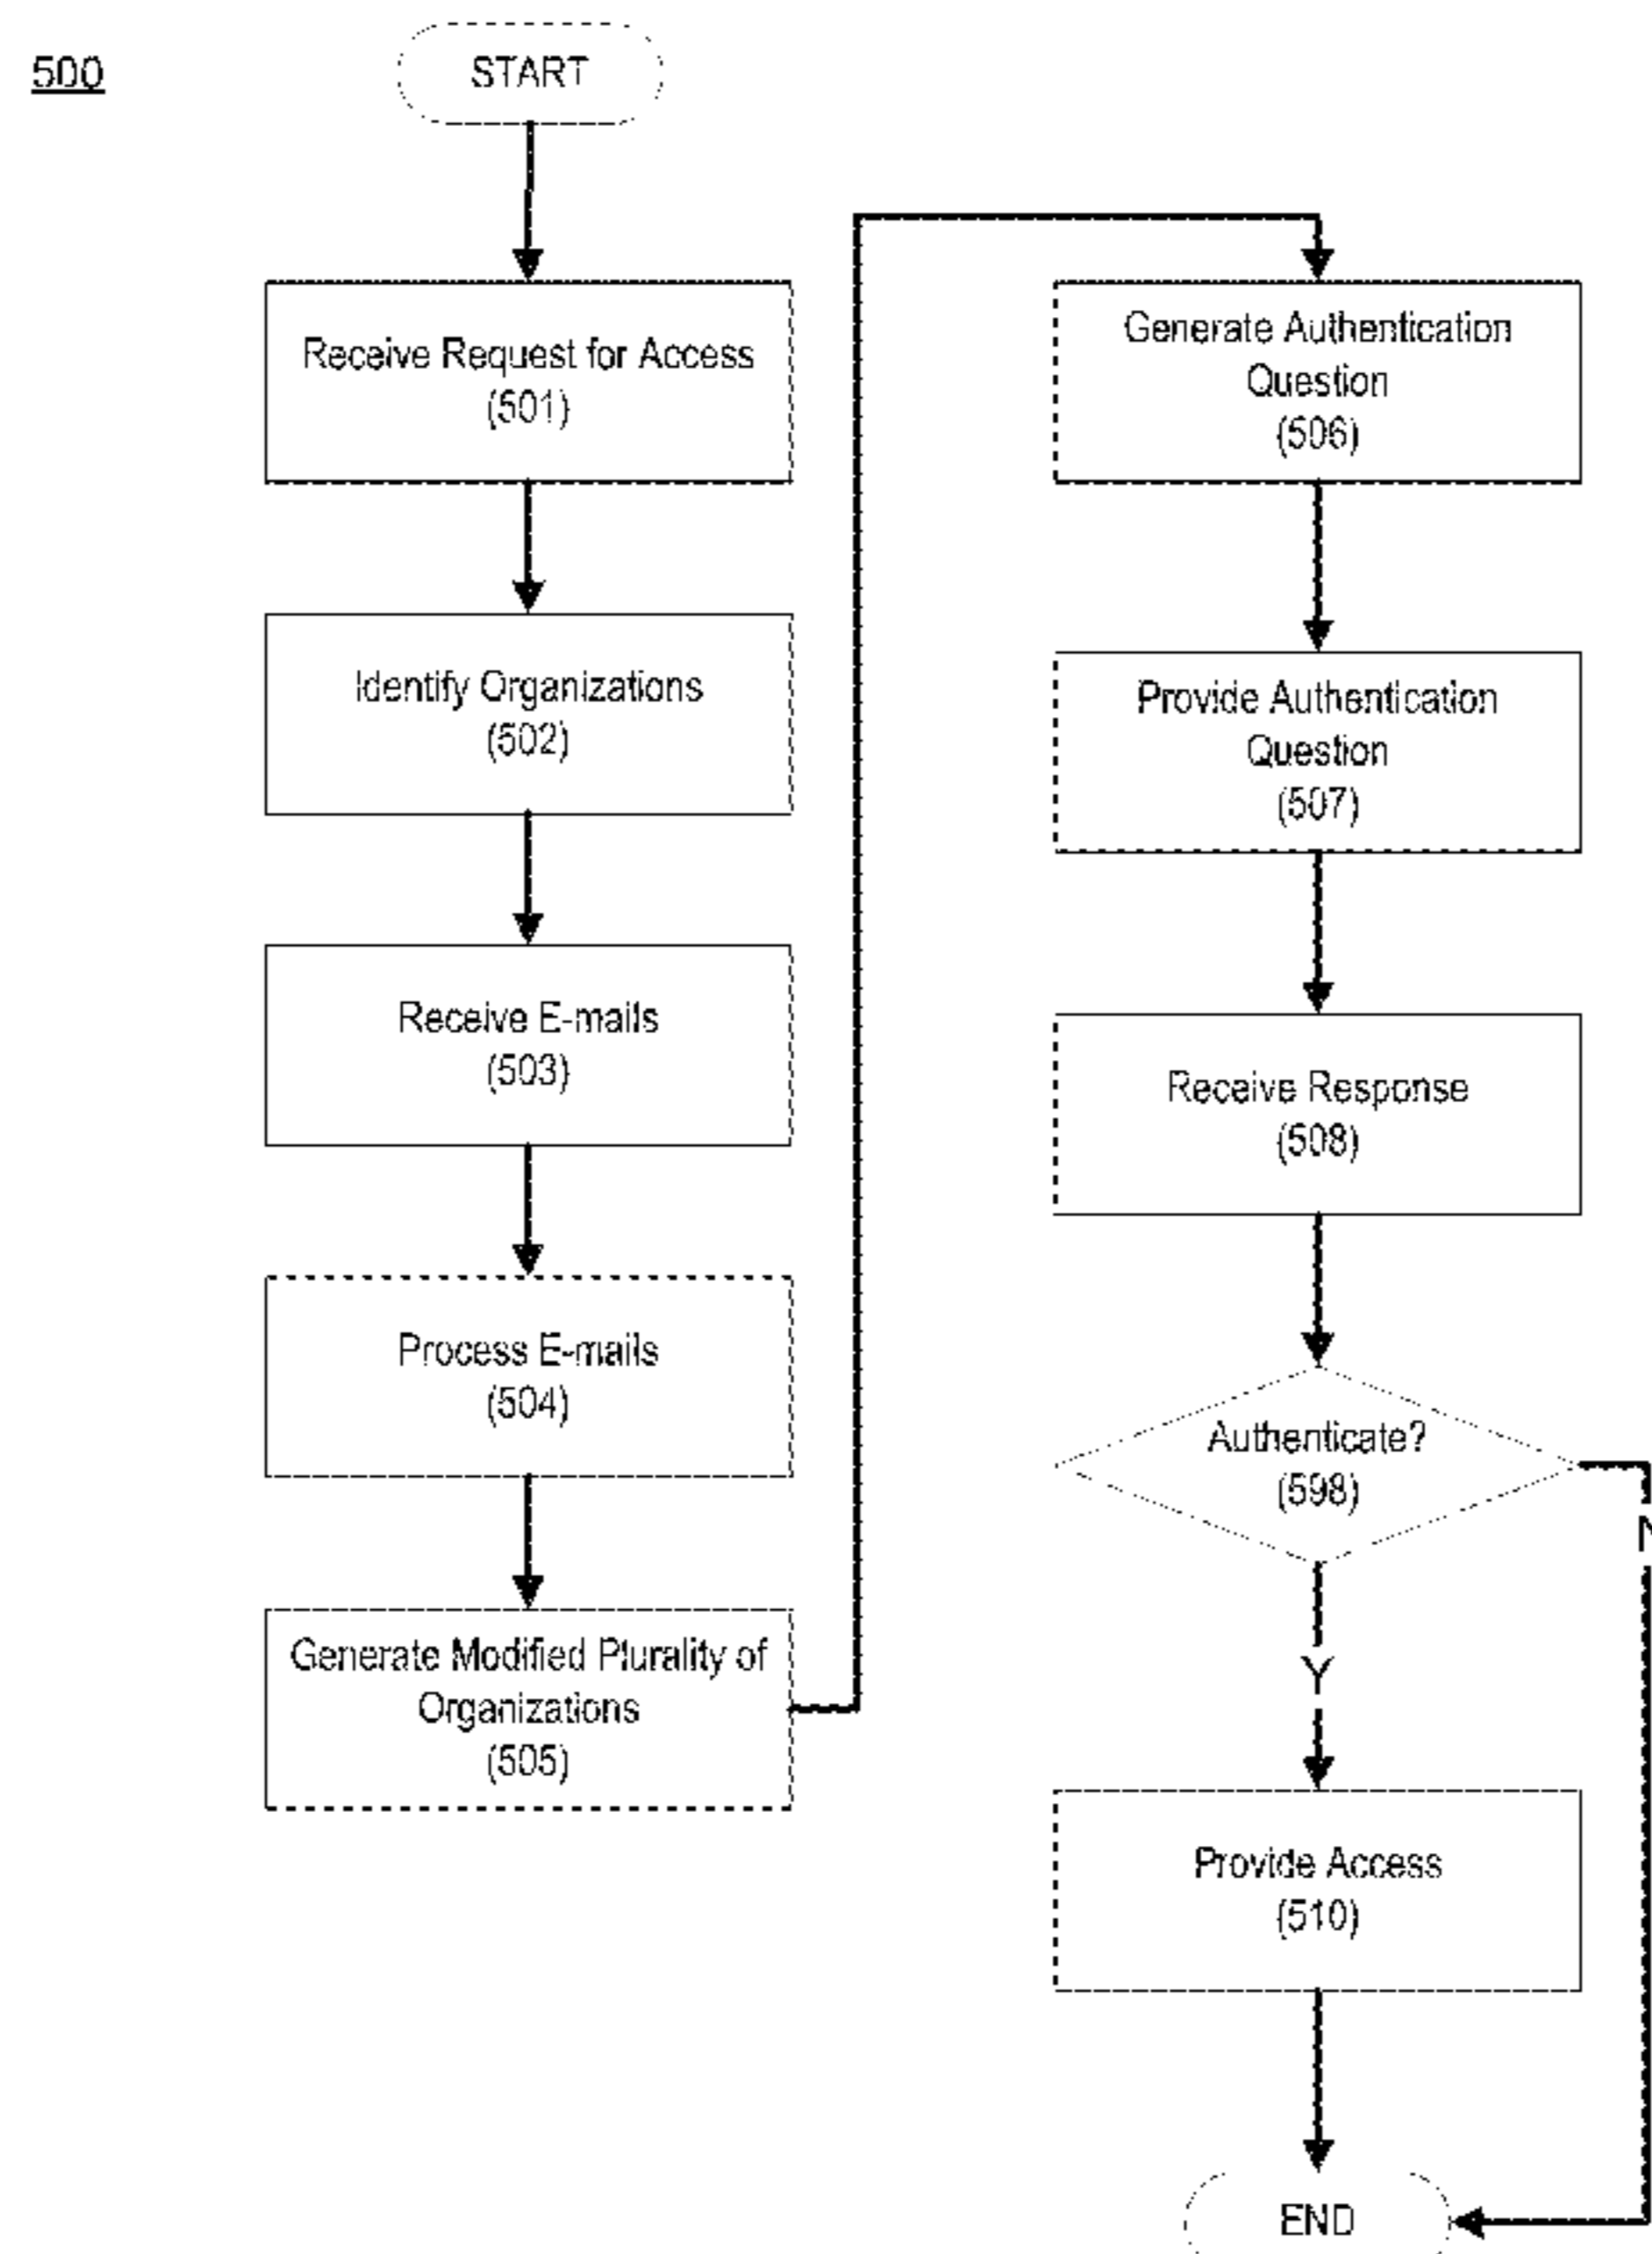 500
START
Receive Request for Access
(501)
Identify Organizations
(502)
Receive E-mails
(503)
Process E-mails
(504)
Generate Modified Plurality of
Organizations
(505)
Generate Authentication
Question
(506)
Provide Authentication
Question
(507)
Receive Response
(508)
Authenticate?
(598)
N
Y
Provide Access
(510)
END